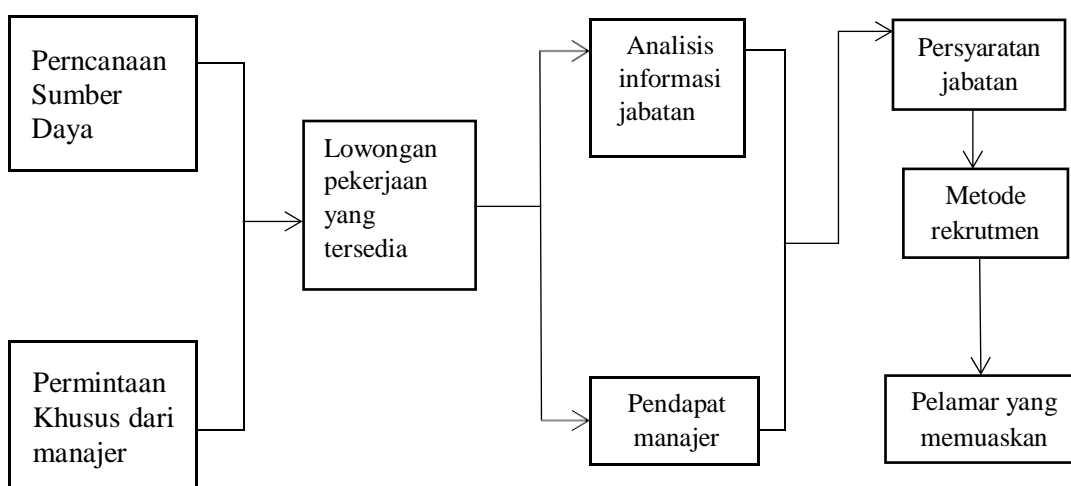 Perncanaan
Sumber
Daya
Permintaan
Khusus dari
manajer
Lowongan
pekerjaan
yang
tersedia
Analisis
informasi
jabatan
Pendapat
manajer
Persyaratan
jabatan
Metode
rekrutmen
Pelamar yang
memuaskan